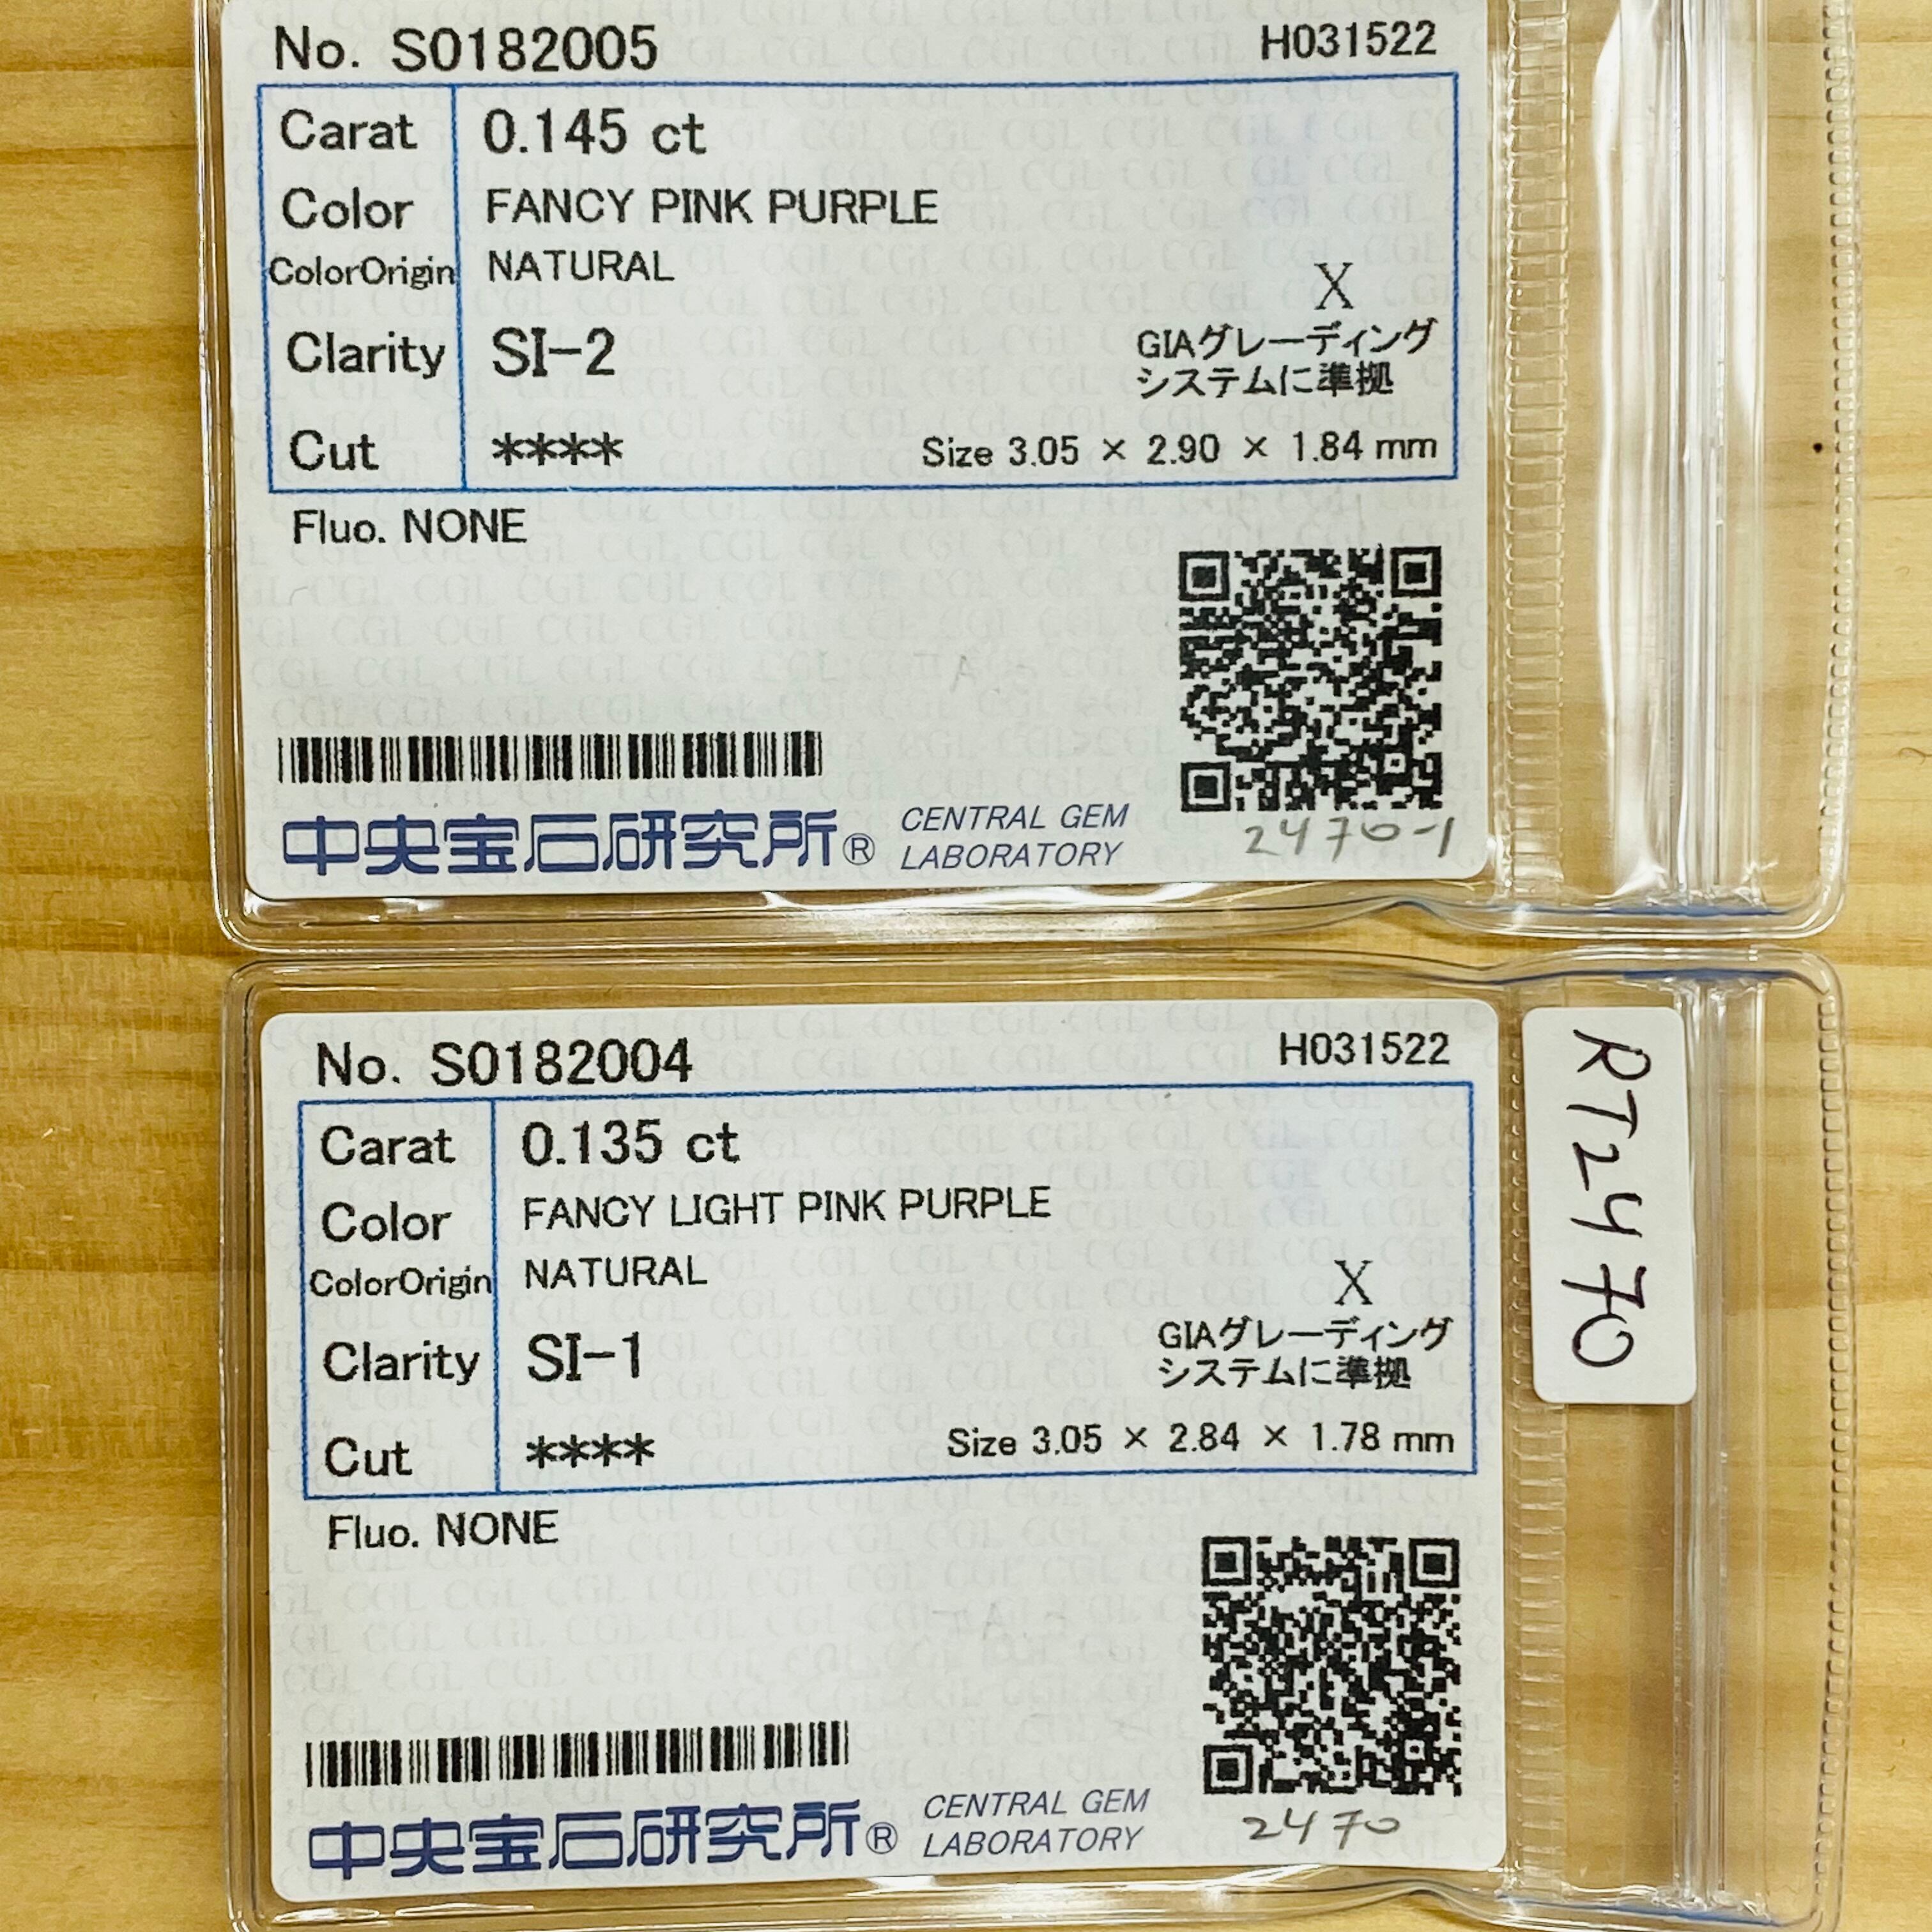 No. S0182005
H031522
Carat 0.145 ct
Color FANCY PINK PURPLE
ColorOrigin NATURAL
X
GIAグレーディング
システムに準拠
Clarity SI-2
Cut ****
Size 3.05 × 2.90 × 1.84 mm
Fluo. NONE
中央宝石研究所®
CENTRAL GEM
LABORATORY
2470-1
No. S0182004
H031522
Carat 0.135 ct
Color FANCY LIGHT PINK PURPLE
ColorOrigin NATURAL
X
GIAグレーディング
システムに準拠
Clarity SI-1
Cut ****
Size 3.05 × 2.84 × 1.78 mm
Fluo. NONE
中央宝石研究所®
CENTRAL GEM
LABORATORY
2470
RT2470